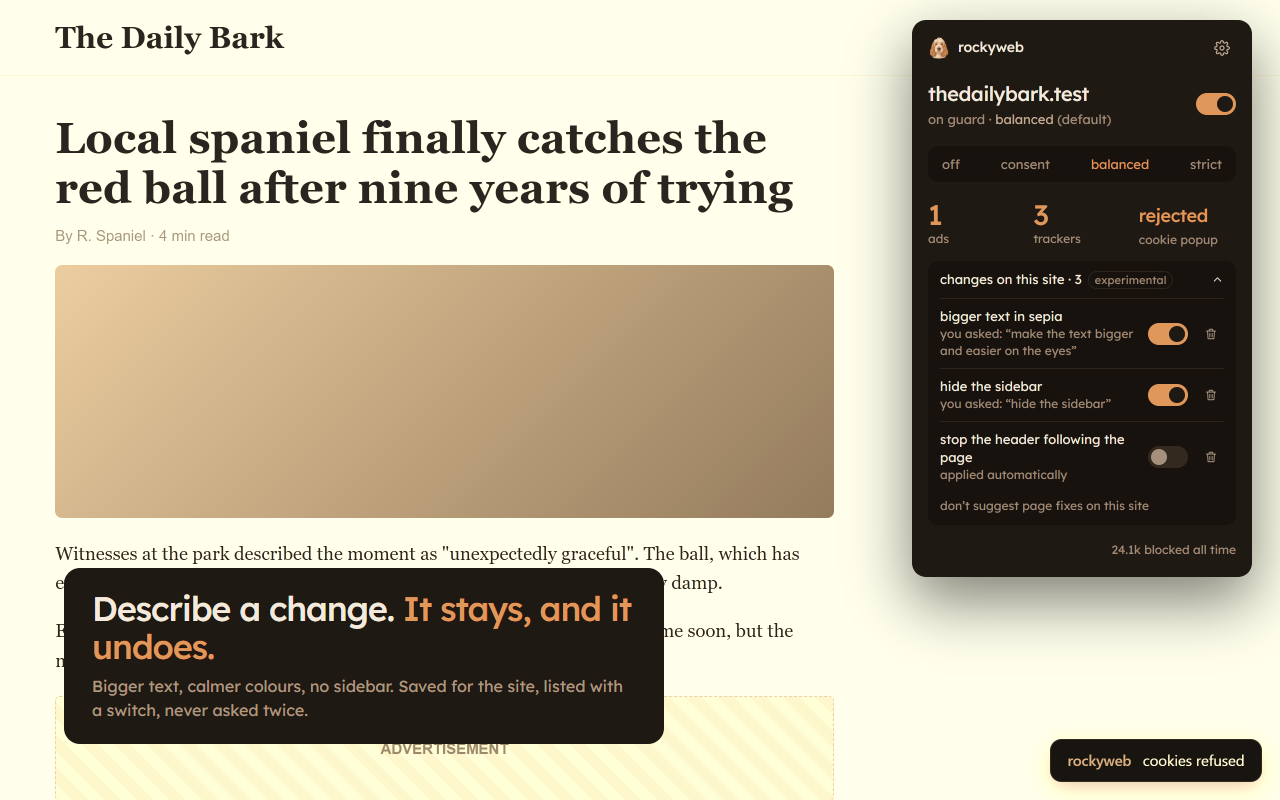 The Daily Bark
Local spaniel finally catches the
red ball after nine years of trying
By R. Spaniel · 4 min read
Witnesses at the park described the moment as "unexpectedly graceful". The ball, which has
damp.
soon, but the
ADVERTISEMENT
Describe a change. It stays, and it
undoes.
Bigger text, calmer colours, no sidebar. Saved for the site, listed with
a switch, never asked twice.
rockyweb
thedailybark.test
on guard · balanced (default)
off consent balanced strict
1 3 rejected
ads trackers cookie popup
changes on this site · 3 experimental
bigger text in sepia
you asked: “make the text bigger
and easier on the eyes”
hide the sidebar
you asked: “hide the sidebar”
stop the header following the
page
applied automatically
don’t suggest page fixes on this site
24.1k blocked all time
rockyweb cookies refused